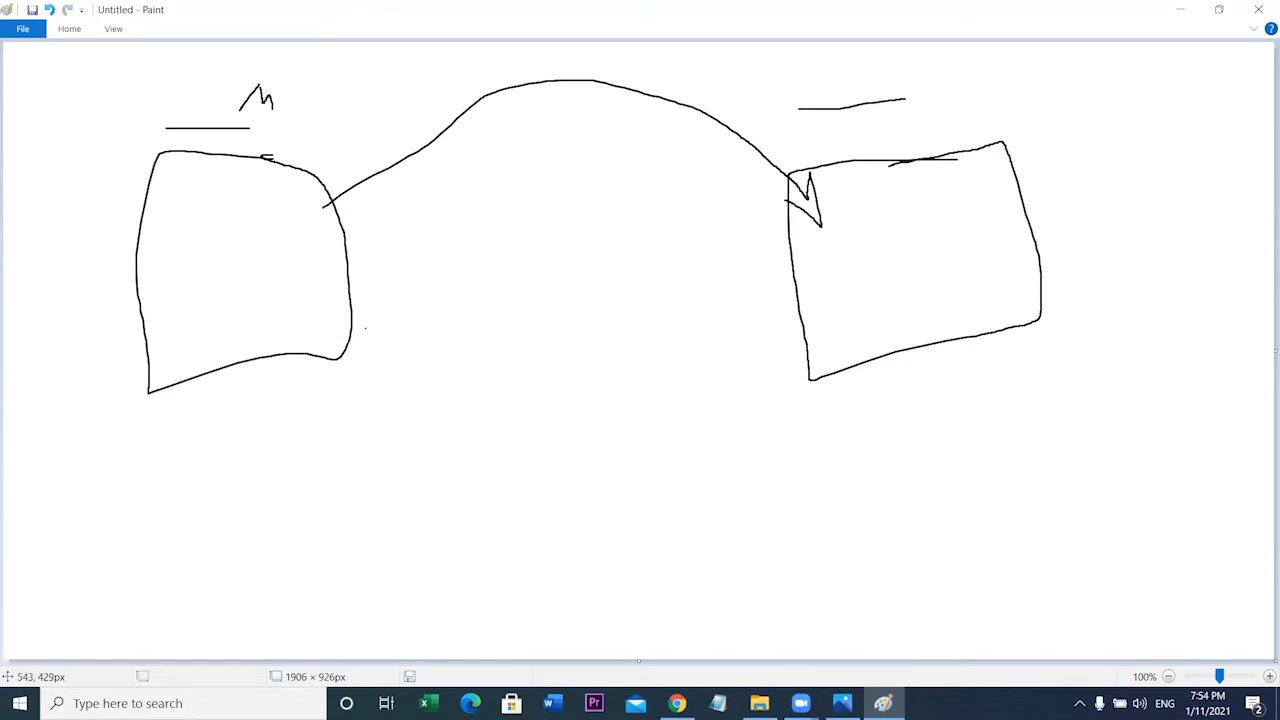 Untitled - Paint
File Home View
M
543, 429px
1906 × 926px
100%
Type here to search
ENG
7:54 PM
1/11/2021
2